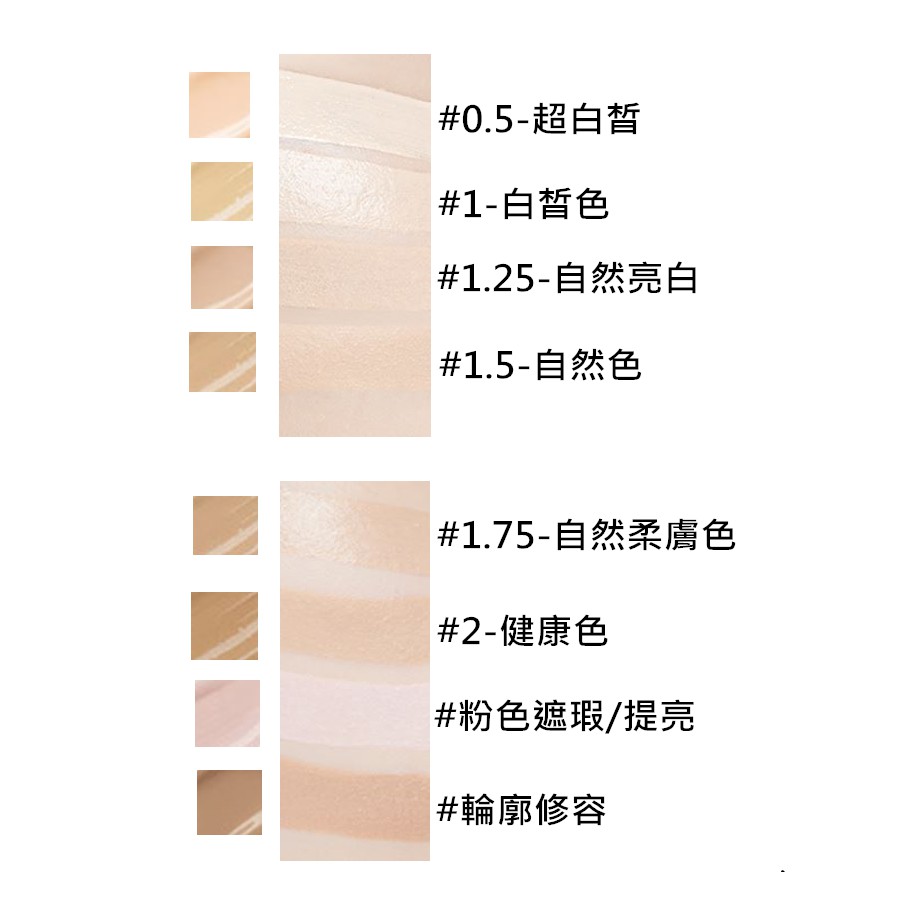 #0.5-超白皙
#1-白皙色
#1.25-自然亮白
#1.5-自然色
#1.75-自然柔膚色
#2-健康色
#粉色遮瑕/提亮
#輪廓修容